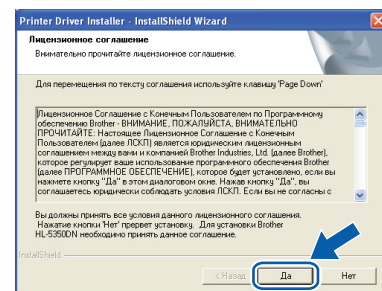 Printer Driver Installer - InstallShield Wizard
Лицензионное соглашение
Внимательно прочитайте лицензионное соглашение.
Для перемещения по тексту соглашения используйте клавишу 'Page Down'
Лицензионное Соглашение с Конечным Пользователем по Программному
обеспечению Brother - ВНИМАНИЕ, ПОЖАЛУЙСТА, ВНИМАТЕЛЬНО
ПРОЧИТАЙТЕ: Настоящее Лицензионное Соглашение с Конечным
Пользователем (далее ЛСКП) является юридическим лицензионным
соглашением между вами и компанией Brother Industries, Ltd. (далее Brother),
которое регулирует ваше использование программного обеспечения Brother
(далее ПРОГРАММНОЕ ОБЕСПЕЧЕНИЕ), которое будет установлено, если вы
нажмете кнопку "Да" в этом диалоговом окне. Нажав кнопку "Да", вы
соглашаетесь юридически соблюдать условия ЛСКП. Если вы не согласны с
Вы должны принять все условия данного лицензионного соглашения.
Нажатие кнопки 'Нет' прервет установку. Для установки Brother
HL-5350DN необходимо принять данное соглашение.
InstallShield
< Назад
Да
Нет